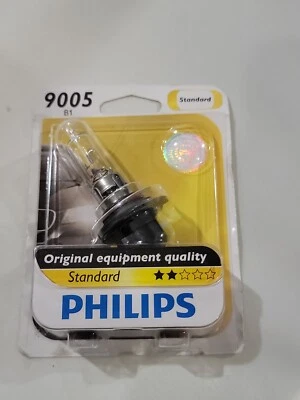 9005
B1
Standard
Original equipment quality
Standard
PHILIPS